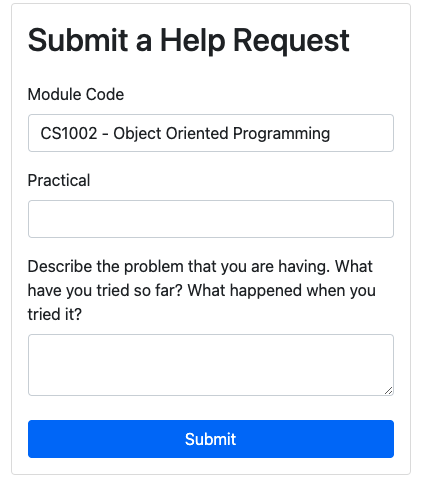 Submit a Help Request
Module Code
CS1002 - Object Oriented Programming
Practical
Describe the problem that you are having. What
have you tried so far? What happened when you
tried it?
Submit